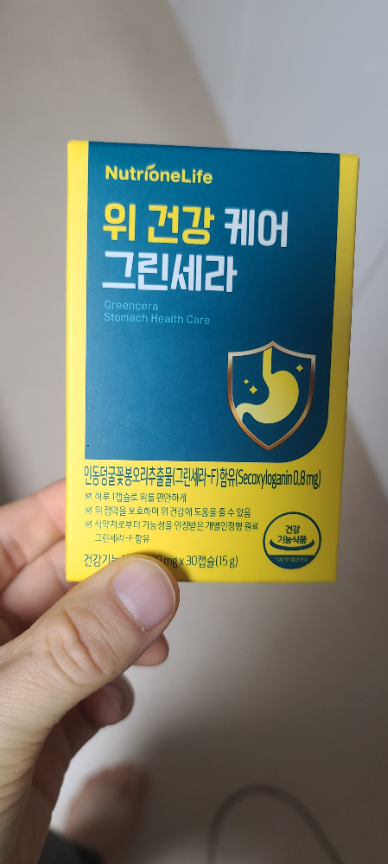 NutrioneLife
위 건강 케어
그린세라
Greencera
Stomach Health Care
인동덩굴꽃봉오리추출물(그린세라-F)함유(Secoxyloganin 0.8mg)
하루 1캡슐로 위를 편안하게
위 점막을 보호하여 위 건강에 도움을 줄 수 있음
식약처로부터 기능성을 인정받은 개별인정형 원료
그린세라-F 함유
건강
기능식품
건강기능 mg x 30캡슐(15 g)